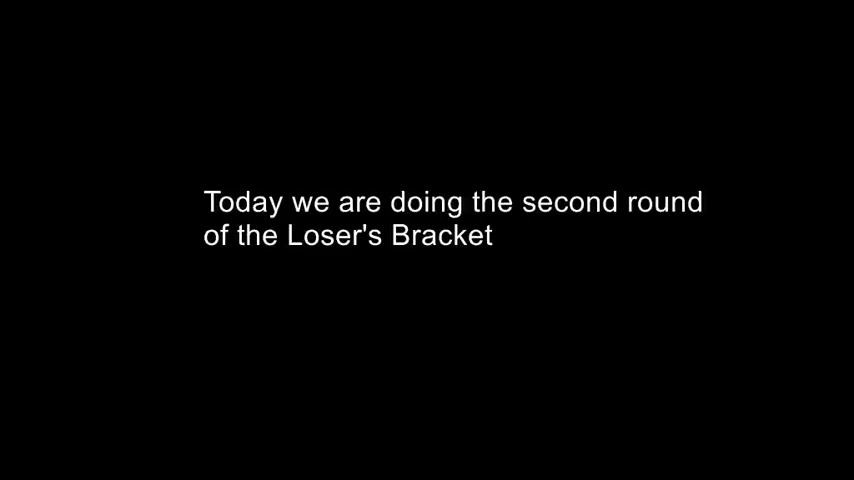 Today we are doing the second round
of the Loser's Bracket